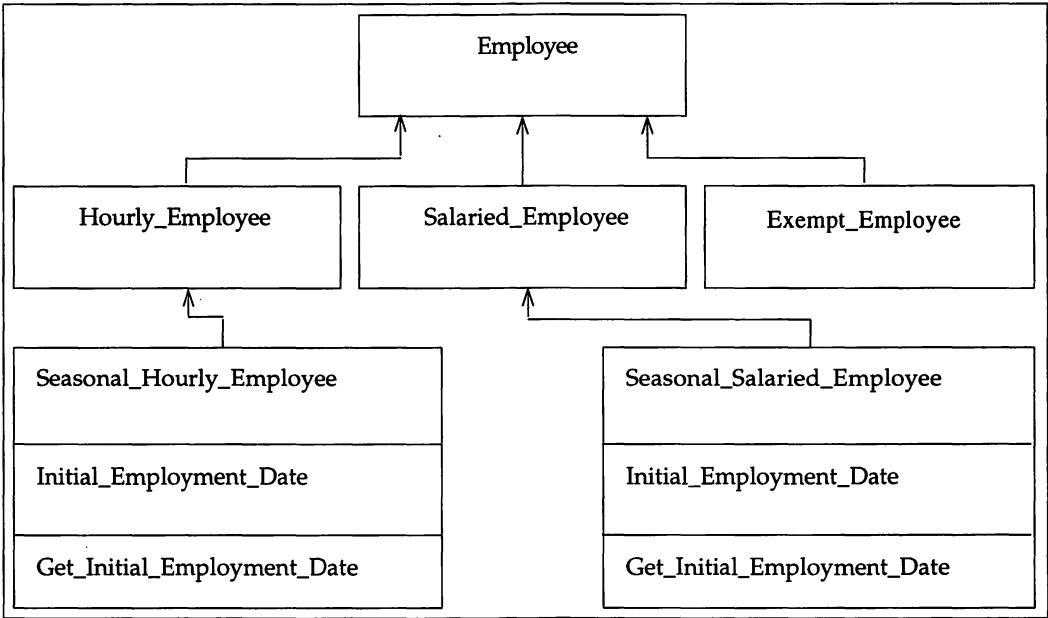 Employee
Hourly_Employee
Salaried_Employee
Exempt_Employee
Seasonal_Hourly_Employee
Initial_Employment_Date
Get_Initial_Employment_Date
Seasonal_Salaried_Employee
Initial_Employment_Date
Get_Initial_Employment_Date